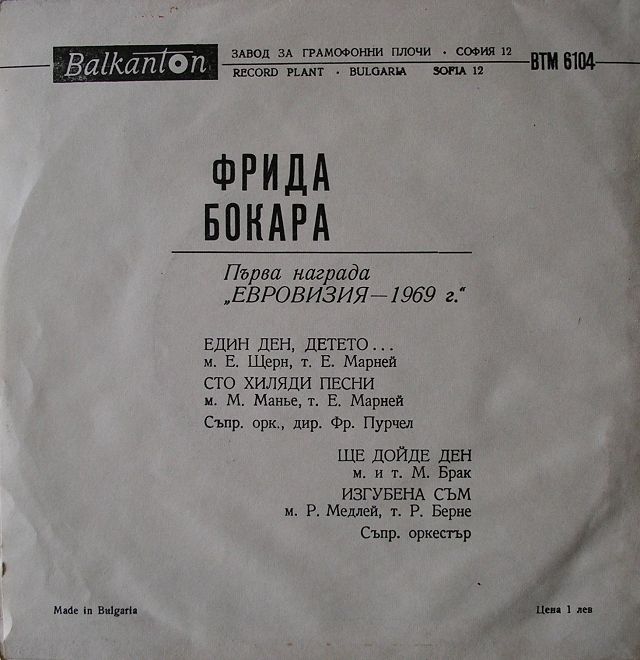 Balkanton
ЗАВОД ЗА ГРАМОФОННИ ПЛОЧИ · СОФИЯ 12
RECORD PLANT · BULGARIA SOFIA 12
ВТМ 6104
ФРИДА
БОКАРА
Първа награда
„ЕВРОВИЗИЯ—1969 г.“
ЕДИН ДЕН, ДЕТЕТО...
м. Е. Щерн, т. Е. Марней
СТО ХИЛЯДИ ПЕСНИ
м. М. Манье, т. Е. Марней
Съпр. орк., дир. Фр. Пурчел
ЩЕ ДОЙДЕ ДЕН
м. и т. М. Брак
ИЗГУБЕНА СЪМ
м. Р. Медлей, т. Р. Берне
Съпр. оркестър
Made in Bulgaria
Цена 1 лев